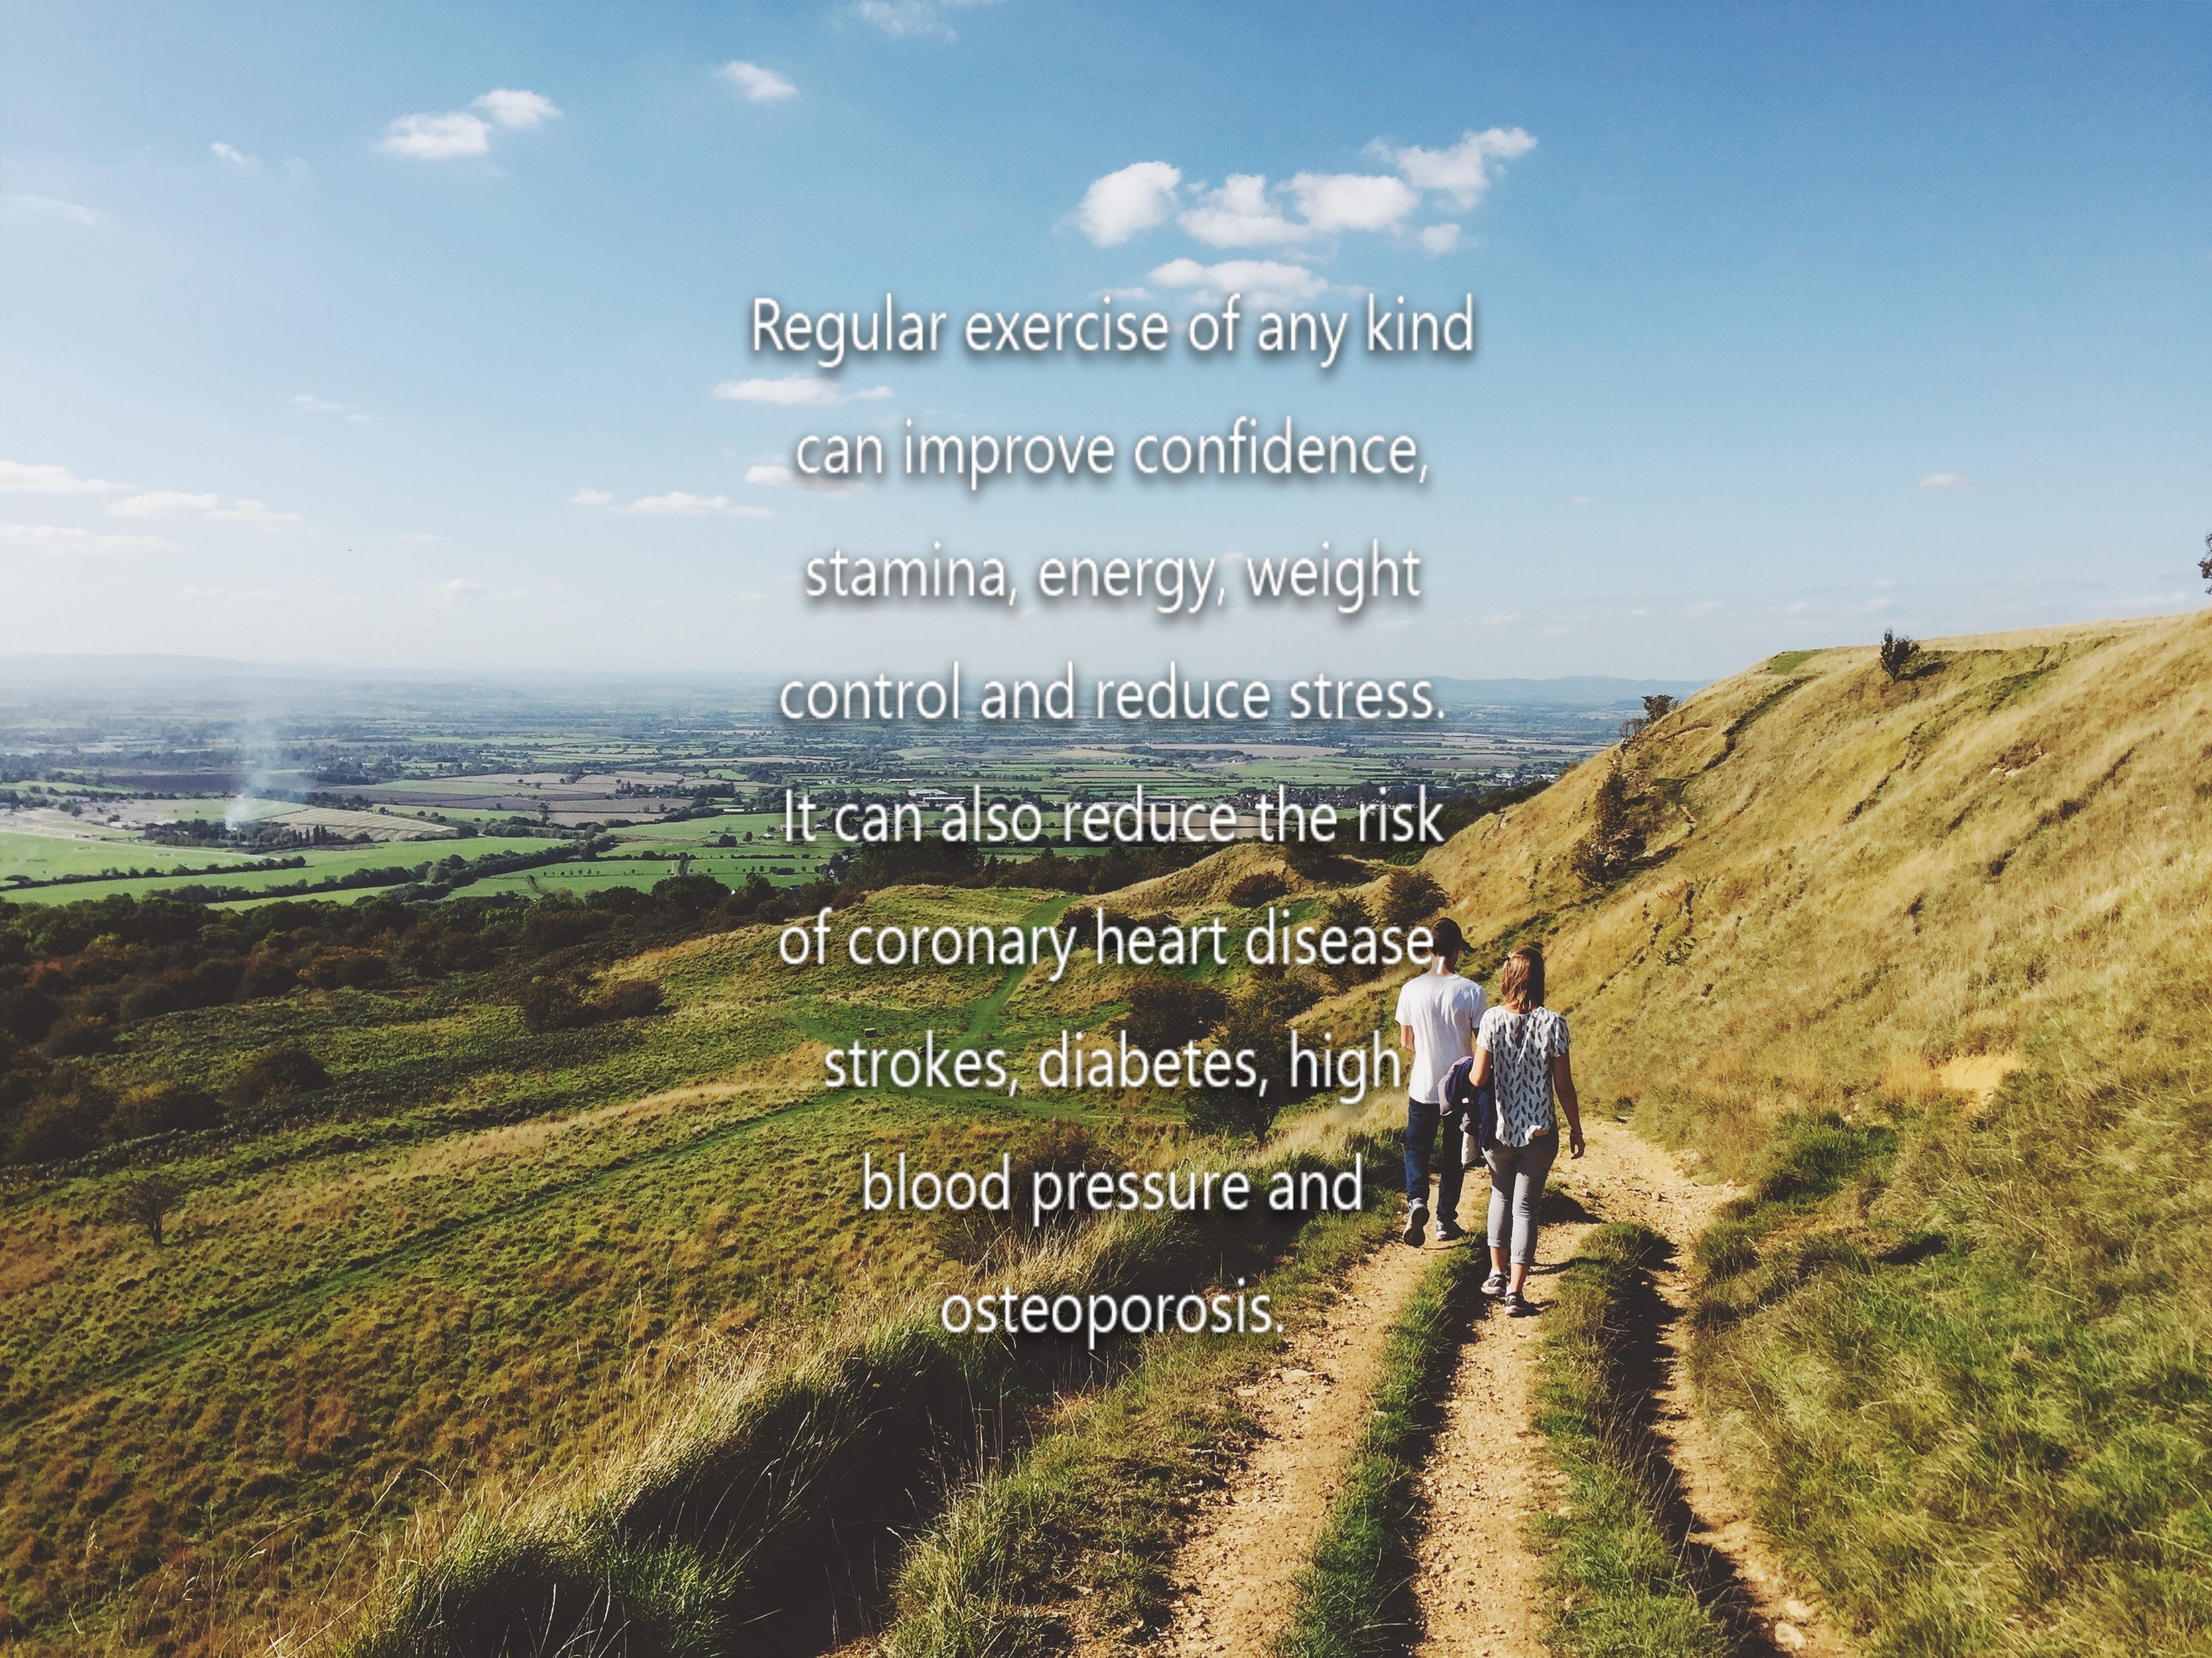 Regular exercise of any kind
can improve confidence,
stamina, energy, weight
control and reduce stress.
It can also reduce the risk
of coronary heart disease,
strokes, diabetes, high
blood pressure and
osteoporosis.